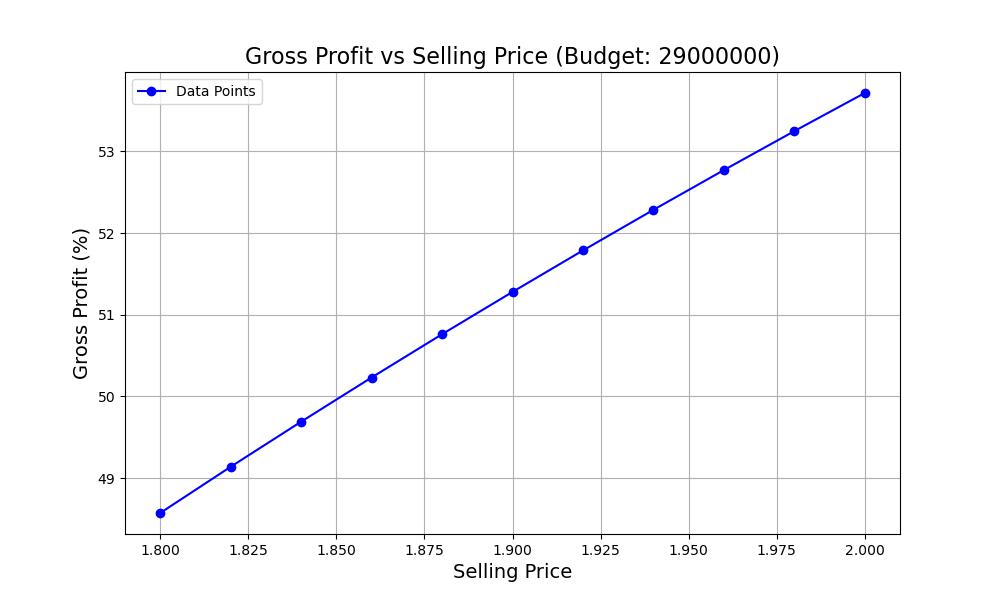 Gross Profit vs Selling Price (Budget: 29000000)
Data Points
Gross Profit (%)
53
52
51
50
49
1.800 1.825 1.850 1.875 1.900 1.925 1.950 1.975 2.000
Selling Price